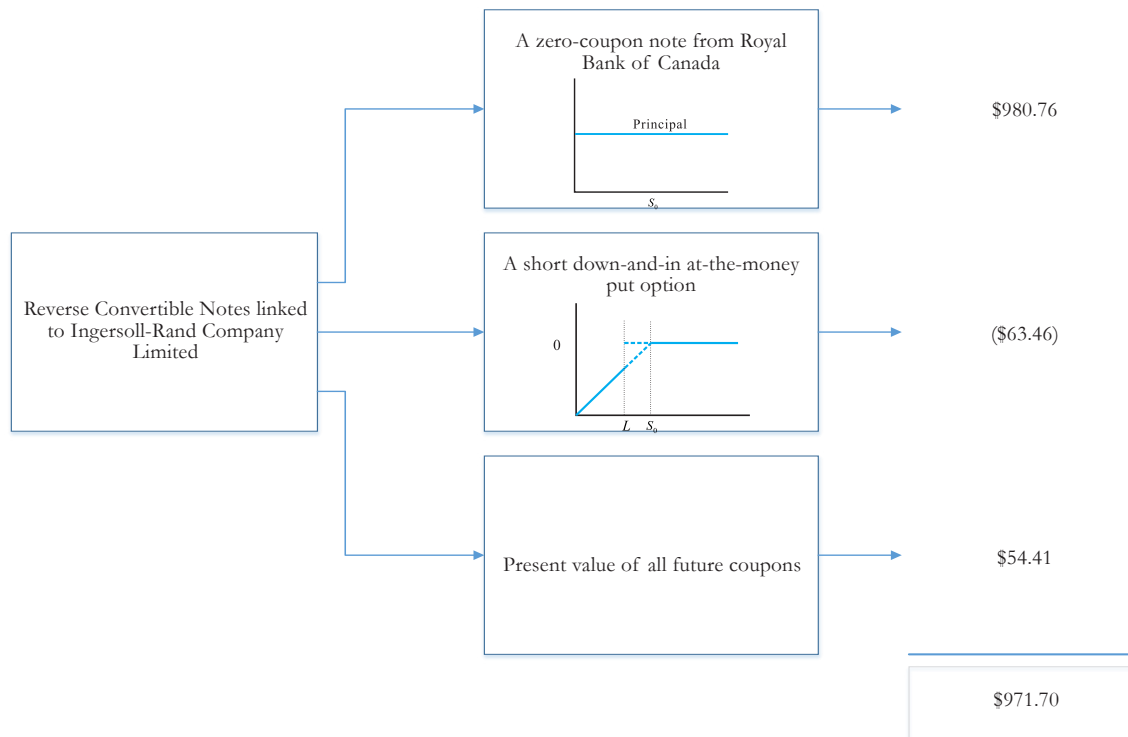 A zero-coupon note from Royal
Bank of Canada
Principal
S₀
$980.76
Reverse Convertible Notes linked
to Ingersoll-Rand Company
Limited
A short down-and-in at-the-money
put option
0
L S₀
($63.46)
Present value of all future coupons
$54.41
$971.70